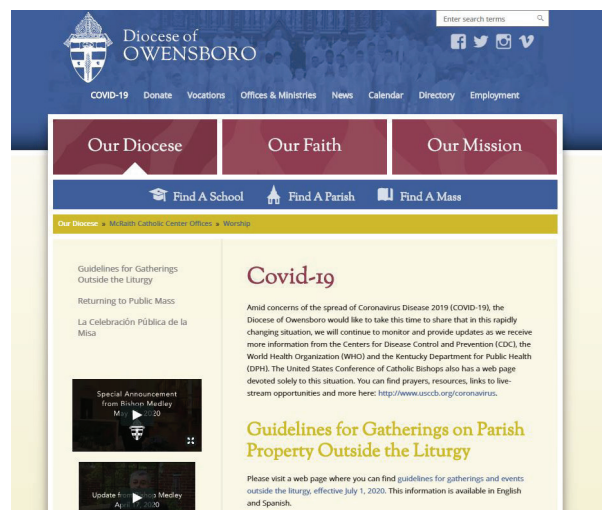 Enter search terms
Diocese of
OWENSBORO
COVID-19 Donate Vocations Offices & Ministries News Calendar Directory Employment
Our Diocese Our Faith Our Mission
Find A School Find A Parish Find A Mass
Our Diocese » McRaith Catholic Center Offices » Worship
Guidelines for Gatherings
Outside the Liturgy
Returning to Public Mass
La Celebración Pública de la
Misa
Special Announcement
from Bishop Medley
May 2020
Update from Bishop Medley
April 17, 2020
Covid-19
Amid concerns of the spread of Coronavirus Disease 2019 (COVID-19), the
Diocese of Owensboro would like to take this time to share that in this rapidly
changing situation, we will continue to monitor and provide updates as we receive
more information from the Centers for Disease Control and Prevention (CDC), the
World Health Organization (WHO) and the Kentucky Department for Public Health
(DPH). The United States Conference of Catholic Bishops also has a web page
devoted solely to this situation. You can find prayers, resources, links to live-
stream opportunities and more here: http://www.usccb.org/coronavirus.
Guidelines for Gatherings on Parish
Property Outside the Liturgy
Please visit a web page where you can find guidelines for gatherings and events
outside the liturgy, effective July 1, 2020. This information is available in English
and Spanish.